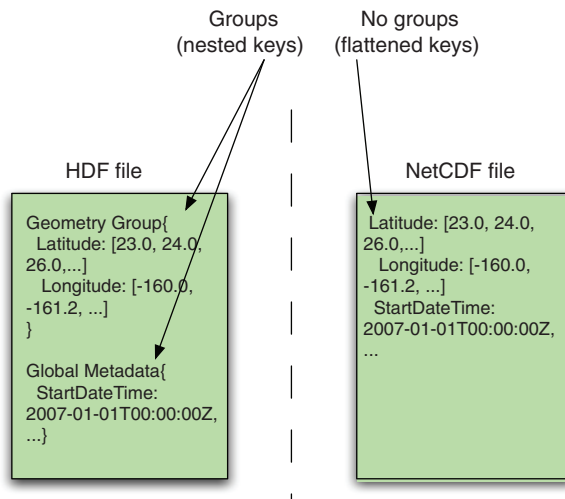 Groups
(nested keys)
No groups
(flattened keys)
HDF file
Geometry Group{
Latitude: [23.0, 24.0,
26.0,...]
Longitude: [-160.0,
-161.2, ...]
}
Global Metadata{
StartDateTime:
2007-01-01T00:00:00Z,
...}
NetCDF file
Latitude: [23.0, 24.0,
26.0,...]
Longitude: [-160.0,
-161.2, ...]
StartDateTime:
2007-01-01T00:00:00Z,
...